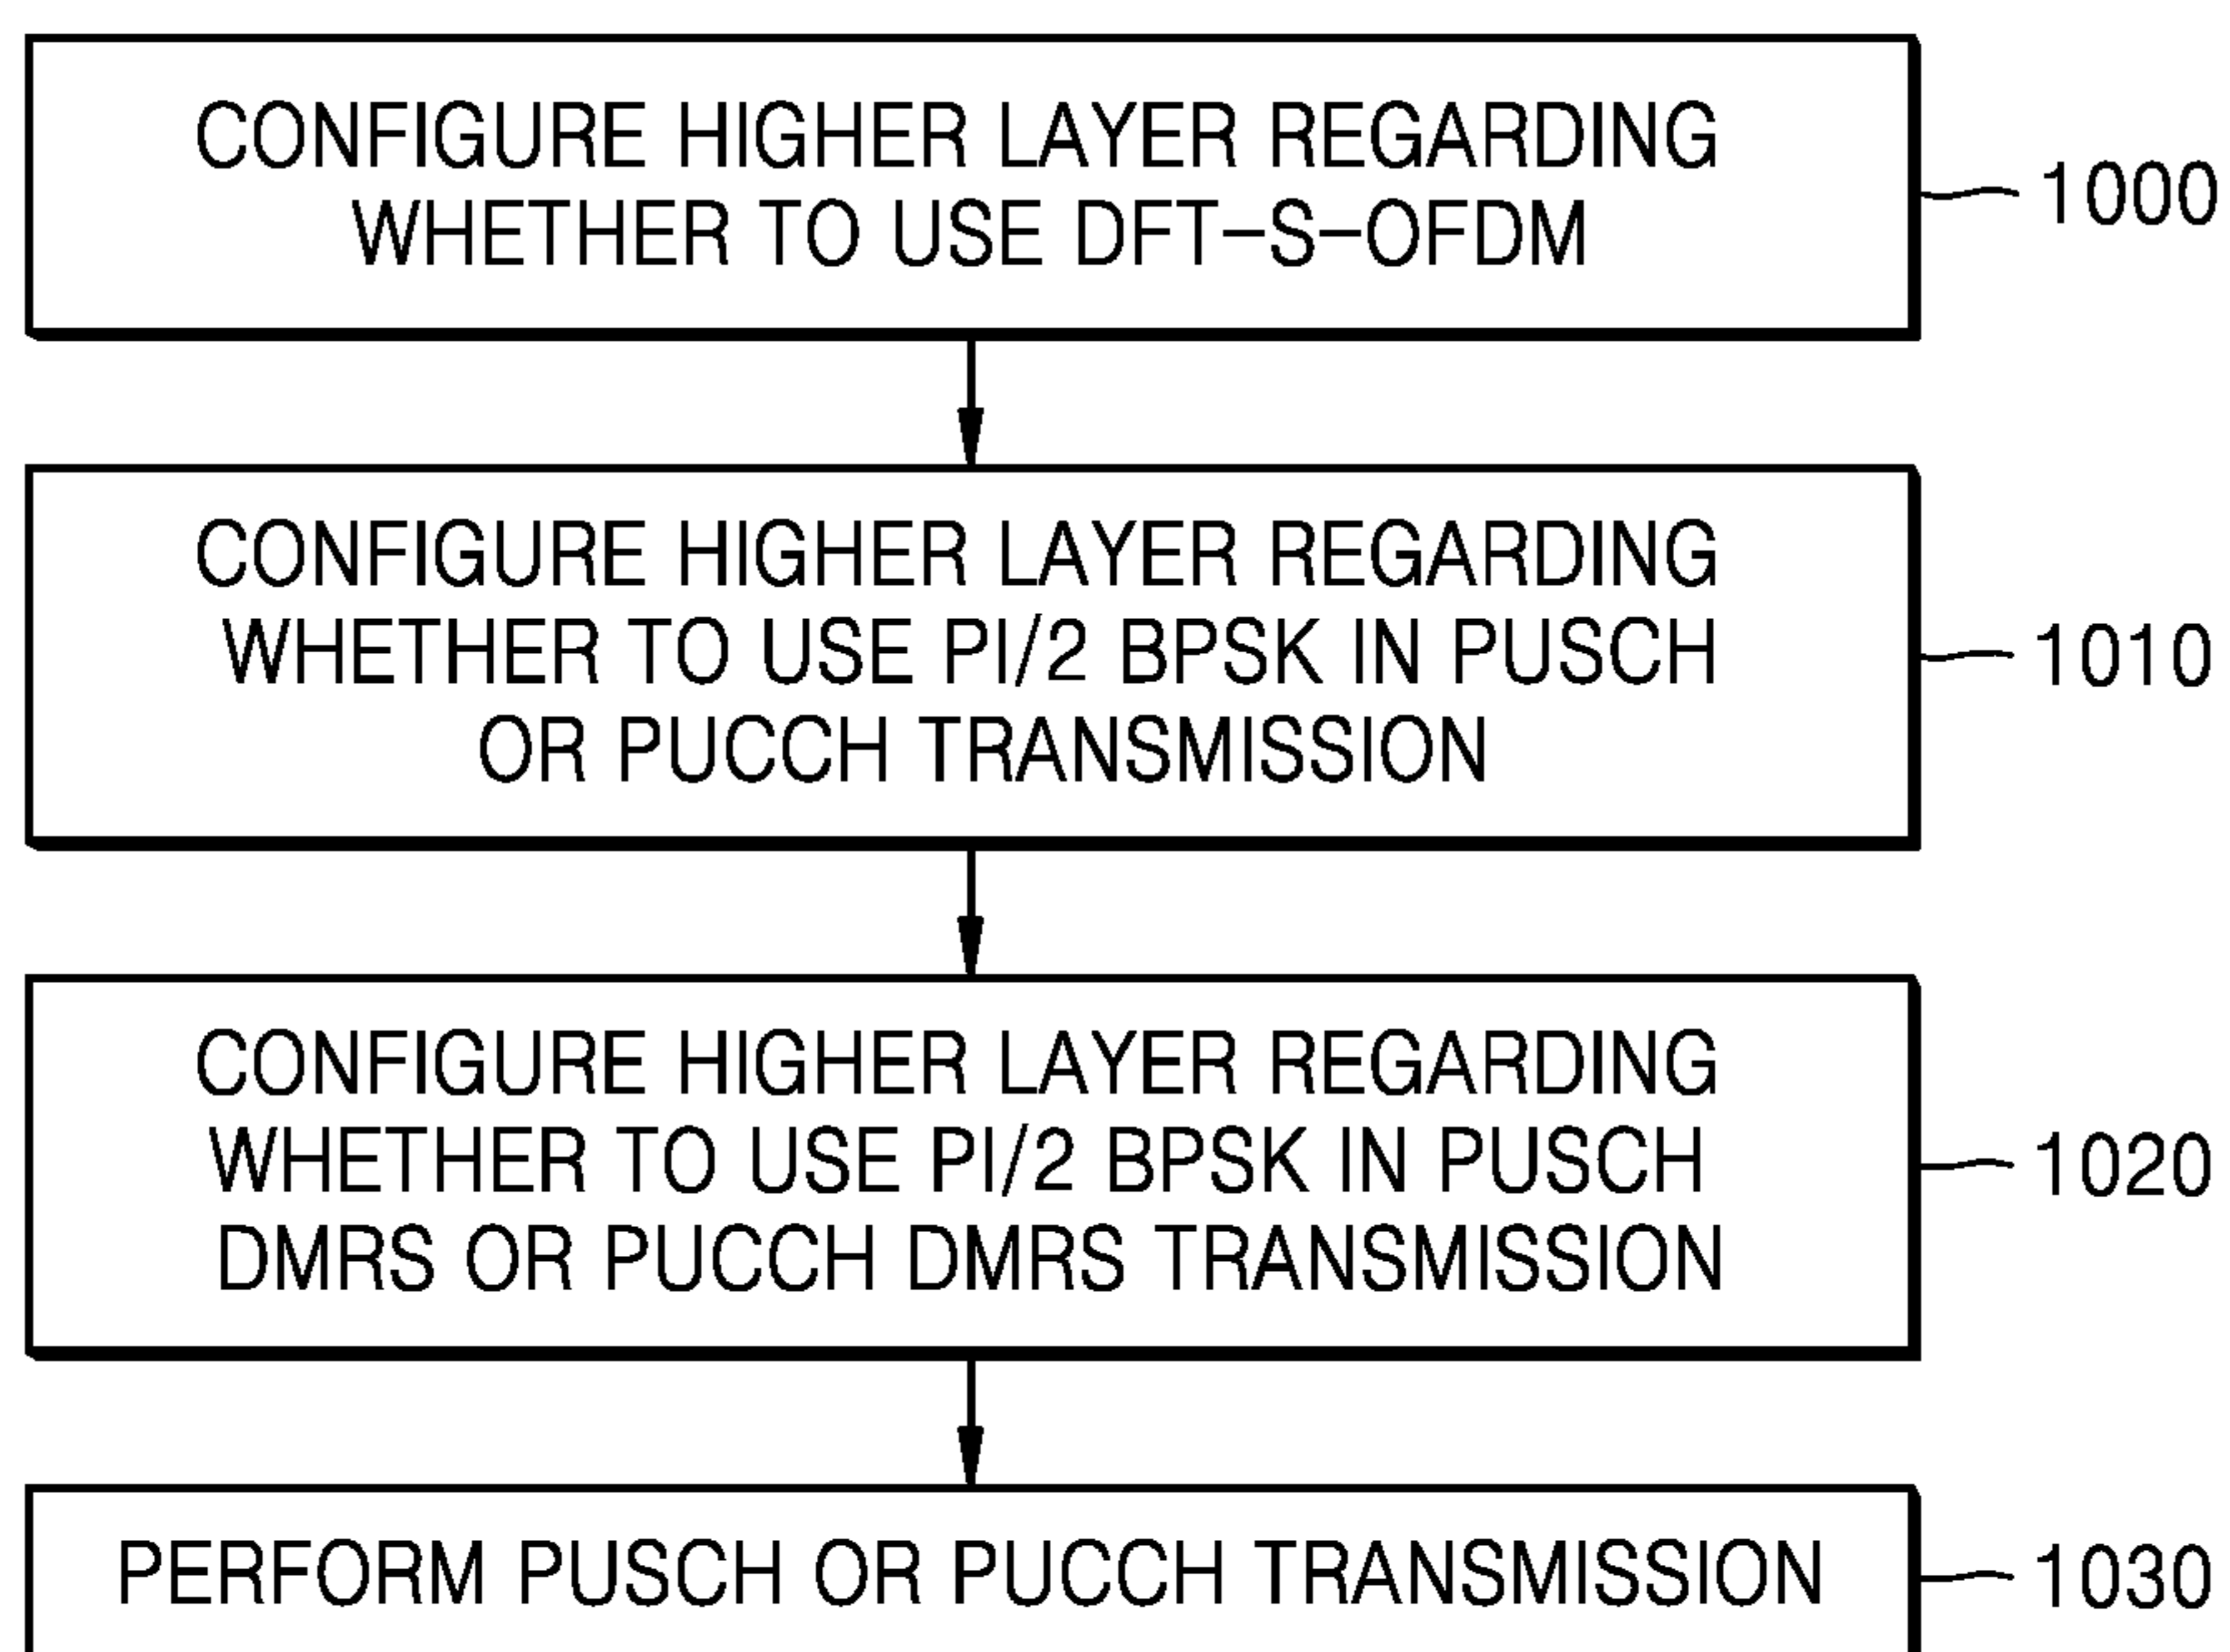 CONFIGURE HIGHER LAYER REGARDING
WHETHER TO USE DFT-S-OFDM
1000
CONFIGURE HIGHER LAYER REGARDING
WHETHER TO USE PI/2 BPSK IN PUSCH
OR PUCCH TRANSMISSION
1010
CONFIGURE HIGHER LAYER REGARDING
WHETHER TO USE PI/2 BPSK IN PUSCH
DMRS OR PUCCH DMRS TRANSMISSION
1020
PERFORM PUSCH OR PUCCH TRANSMISSION
1030